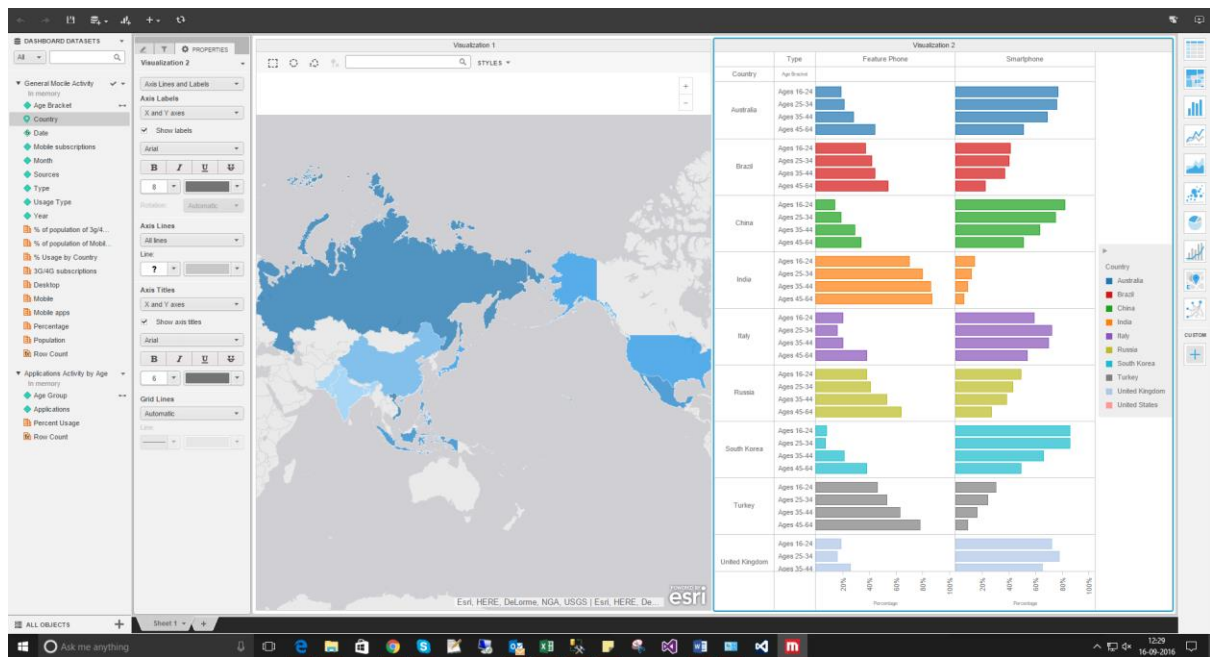 DASHBOARD DATASETS
All
General Mocile Activity
In memory
Age Bracket
Country
Date
Mobile subscriptions
Month
Sources
Type
Usage Type
Year
% of population of 3g/4...
% of population of Mobil...
% Usage by Country
3G/4G subscriptions
Desktop
Mobile
Mobile apps
Percentage
Population
Row Count
Applications Activity by Age
In memory
Age Group
Applications
Percent Usage
Row Count
ALL OBJECTS
PROPERTIES
Visualization 2
Axis Lines and Labels
Axis Labels
X and Y axes
Show labels
Arial
B I U
8
Rotation: Automatic
Axis Lines
All lines
Line:
?
Axis Titles
X and Y axes
Show axis titles
Arial
B I U
6
Grid Lines
Automatic
Line
Sheet 1
Visualization 1
STYLES
Esri, HERE, DeLorme, NGA, USGS | Esri, HERE, De...
POWERED BY
esri
Visualization 2
Type Feature Phone Smartphone
Country Age Bracket
Australia
Ages 16-24
Ages 25-34
Ages 35-44
Ages 45-64
Brazil
Ages 16-24
Ages 25-34
Ages 35-44
Ages 45-64
China
Ages 16-24
Ages 25-34
Ages 35-44
Ages 45-64
India
Ages 16-24
Ages 25-34
Ages 35-44
Ages 45-64
Italy
Ages 16-24
Ages 25-34
Ages 35-44
Ages 45-64
Russia
Ages 16-24
Ages 25-34
Ages 35-44
Ages 45-64
South Korea
Ages 16-24
Ages 25-34
Ages 35-44
Ages 45-64
Turkey
Ages 16-24
Ages 25-34
Ages 35-44
Ages 45-64
United Kingdom
Ages 16-24
Ages 25-34
Ages 35-44
20% 40% 60% 80% 100% 20% 40% 60% 80% 100%
Percentage Percentage
Country
Australia
Brazil
China
India
Italy
Russia
South Korea
Turkey
United Kingdom
United States
CUSTOM
Ask me anything
12:29
16-09-2016